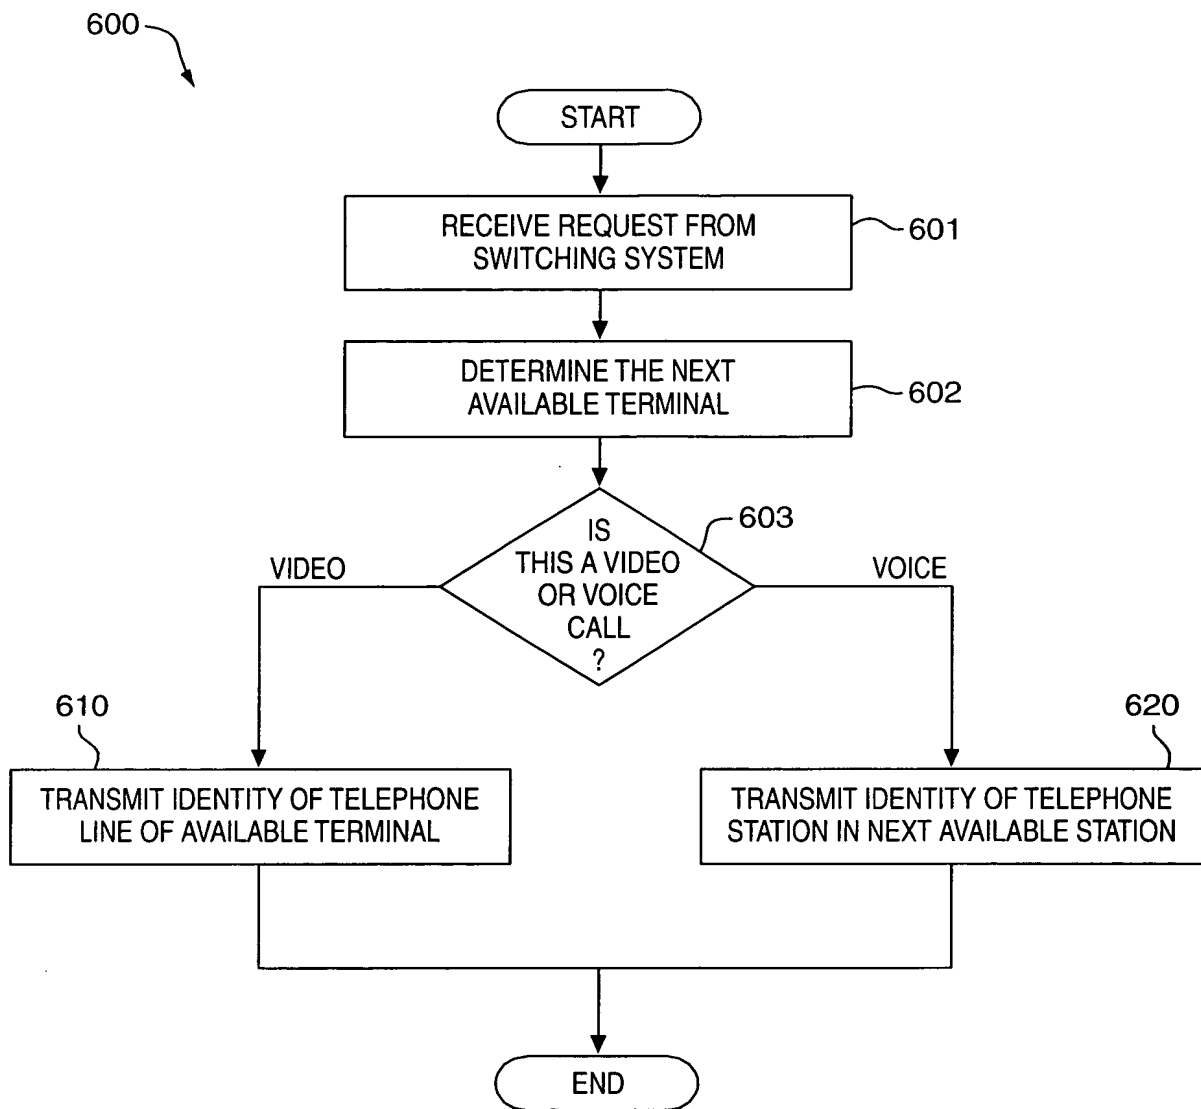 600
START
RECEIVE REQUEST FROM
SWITCHING SYSTEM
601
DETERMINE THE NEXT
AVAILABLE TERMINAL
602
IS
THIS A VIDEO
OR VOICE
CALL
?
603
VIDEO
VOICE
610
TRANSMIT IDENTITY OF TELEPHONE
LINE OF AVAILABLE TERMINAL
620
TRANSMIT IDENTITY OF TELEPHONE
STATION IN NEXT AVAILABLE STATION
END